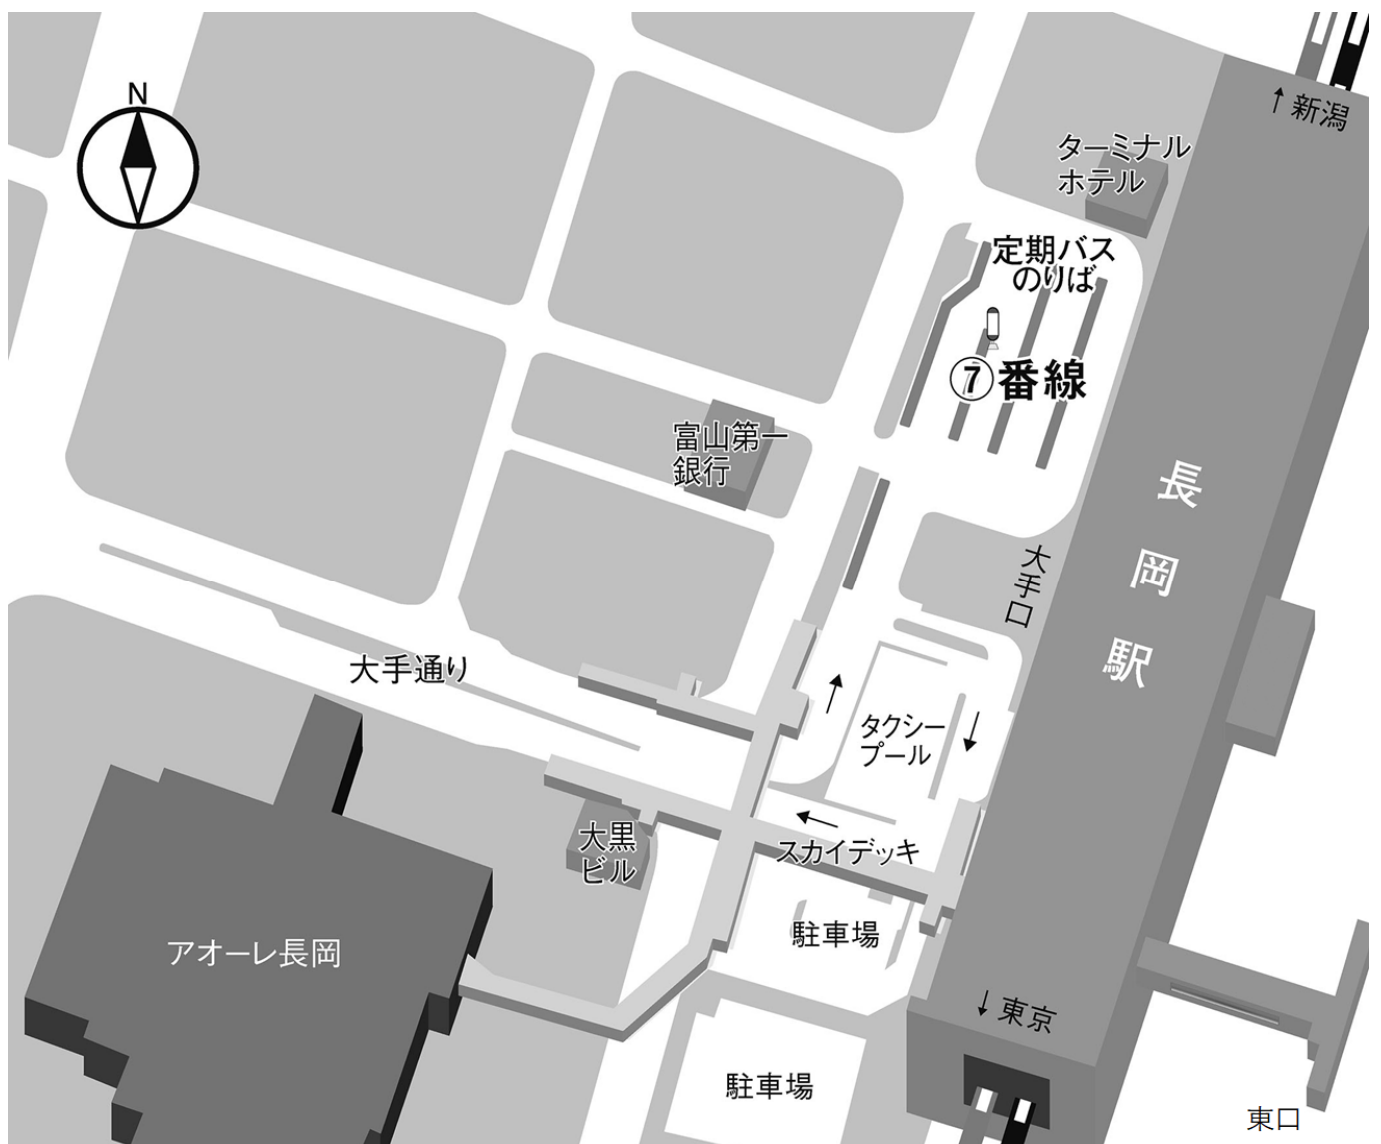 N
↑新潟
ターミナル
ホテル
定期バス
のりば
⑦番線
富山第一
銀行
長岡駅
大手口
大手通り
タクシー
プール
スカイデッキ
大黒
ビル
アオーレ長岡
駐車場
↓東京
駐車場
東口